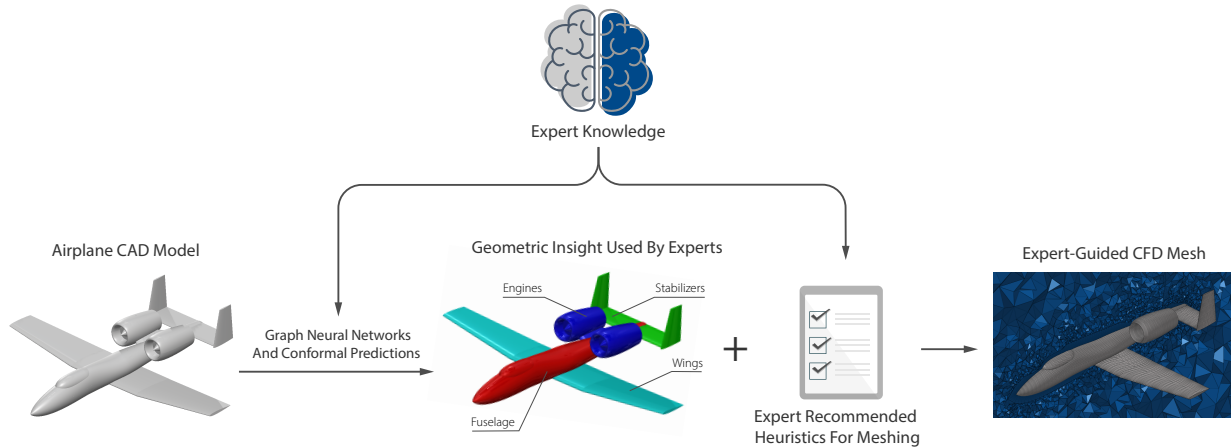 Expert Knowledge
Airplane CAD Model
Graph Neural Networks
And Conformal Predictions
Geometric Insight Used By Experts
Engines
Stabilizers
Wings
Fuselage
+
Expert Recommended
Heuristics For Meshing
Expert-Guided CFD Mesh